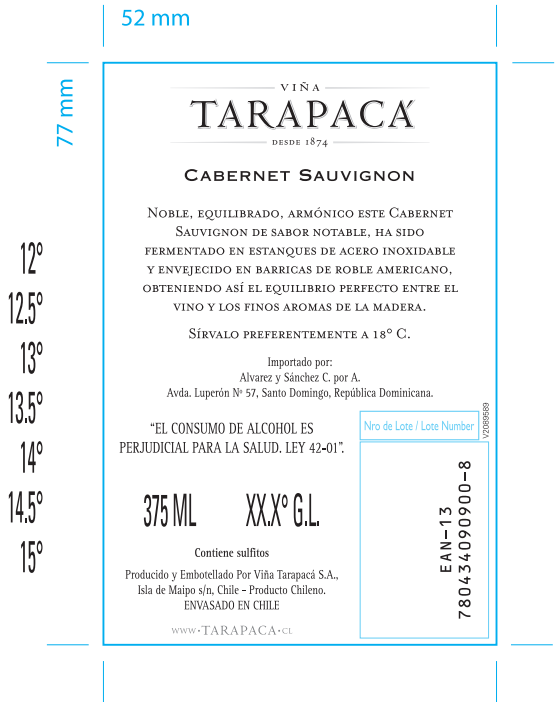 52 mm
77 mm
VIÑA
TARAPACÁ
DESDE 1874
CABERNET SAUVIGNON
NOBLE, EQUILIBRADO, ARMÓNICO ESTE CABERNET
SAUVIGNON DE SABOR NOTABLE, HA SIDO
FERMENTADO EN ESTANQUES DE ACERO INOXIDABLE
Y ENVEJECIDO EN BARRICAS DE ROBLE AMERICANO,
OBTENIENDO ASÍ EL EQUILIBRIO PERFECTO ENTRE EL
VINO Y LOS FINOS AROMAS DE LA MADERA.
SÍRVALO PREFERENTEMENTE A 18° C.
Importado por:
Alvarez y Sánchez C. por A.
Avda. Luperón Nº 57, Santo Domingo, República Dominicana.
"EL CONSUMO DE ALCOHOL ES
PERJUDICIAL PARA LA SALUD. LEY 42-01".
Nro de Lote / Lote Number
V2089589
375 ML XX.X° G.L.
EAN-13
780434090900-8
Contiene sulfitos
Producido y Embotellado Por Viña Tarapacá S.A.,
Isla de Maipo s/n, Chile - Producto Chileno.
ENVASADO EN CHILE
WWW·TARAPACA·CL
12°
12.5°
13°
13.5°
14°
14.5°
15°